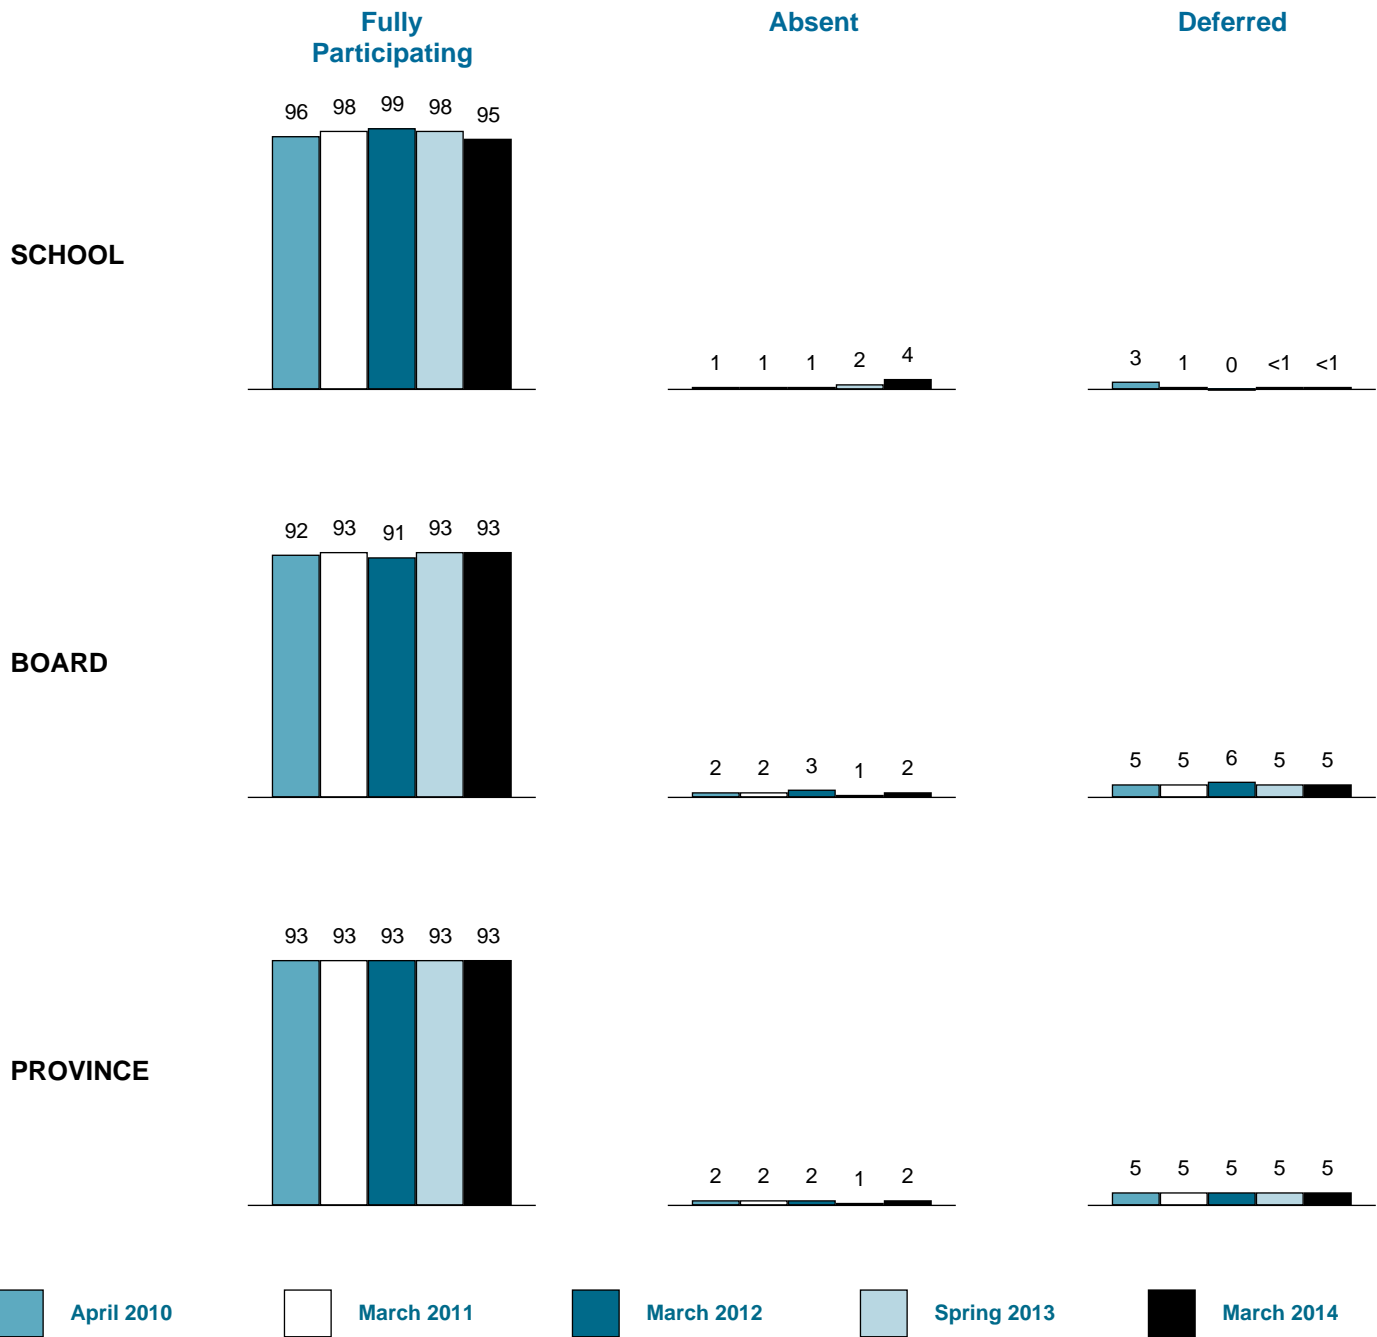 Fully
Participating
Absent
Deferred
96 98 99 98 95
SCHOOL
1 1 1 2 4
3 1 0 <1 <1
92 93 91 93 93
BOARD
2 2 3 1 2
5 5 6 5 5
93 93 93 93 93
PROVINCE
2 2 2 1 2
5 5 5 5 5
April 2010
March 2011
March 2012
Spring 2013
March 2014